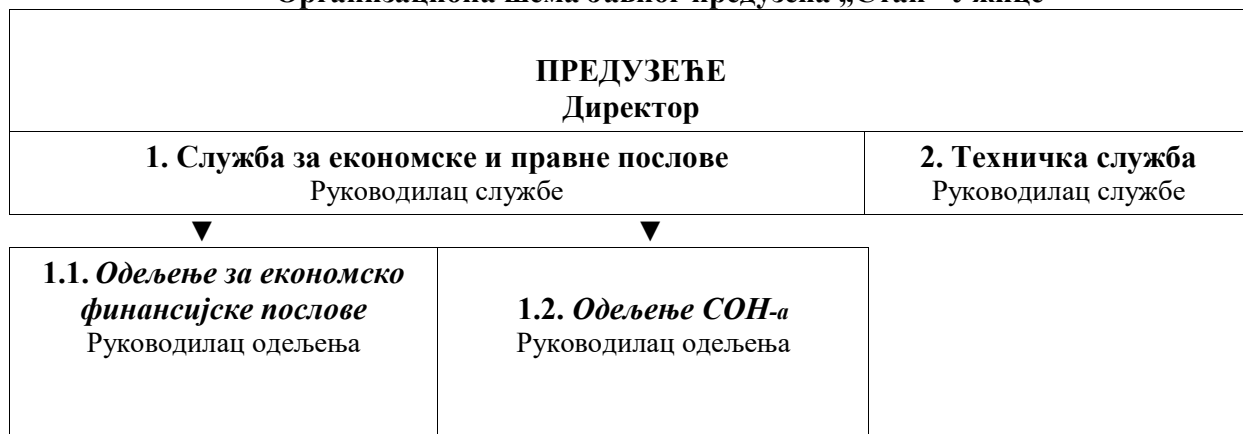 ПРЕДУЗЕЋЕ
Директор
1. Служба за економске и правне послове
Руководилац службе
2. Техничка служба
Руководилац службе
▼ ▼
1.1. Одељење за економско
финансијске послове
Руководилац одељења
1.2. Одељење СОН-а
Руководилац одељења